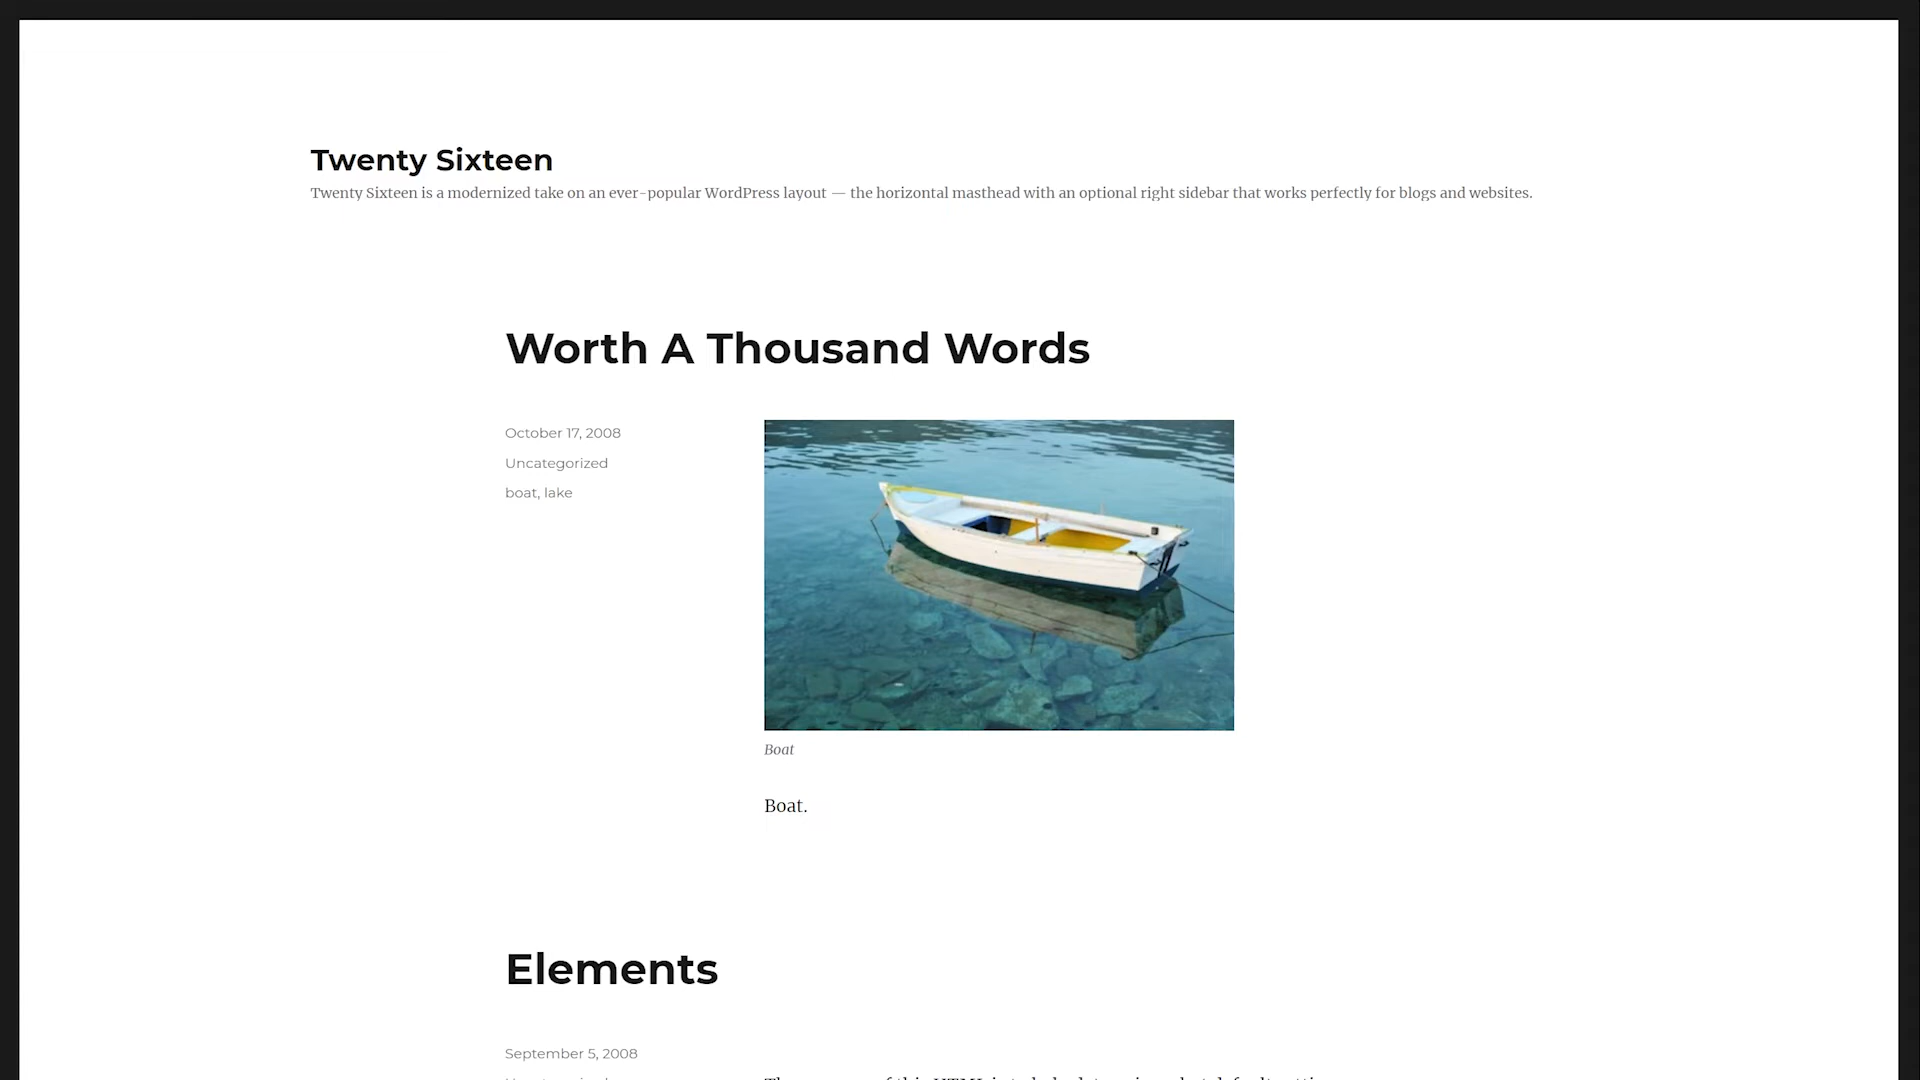 Twenty Sixteen
Twenty Sixteen is a modernized take on an ever-popular WordPress layout — the horizontal masthead with an optional right sidebar that works perfectly for blogs and websites.
Worth A Thousand Words
October 17, 2008
Uncategorized
boat, lake
Boat
Boat.
Elements
September 5, 2008